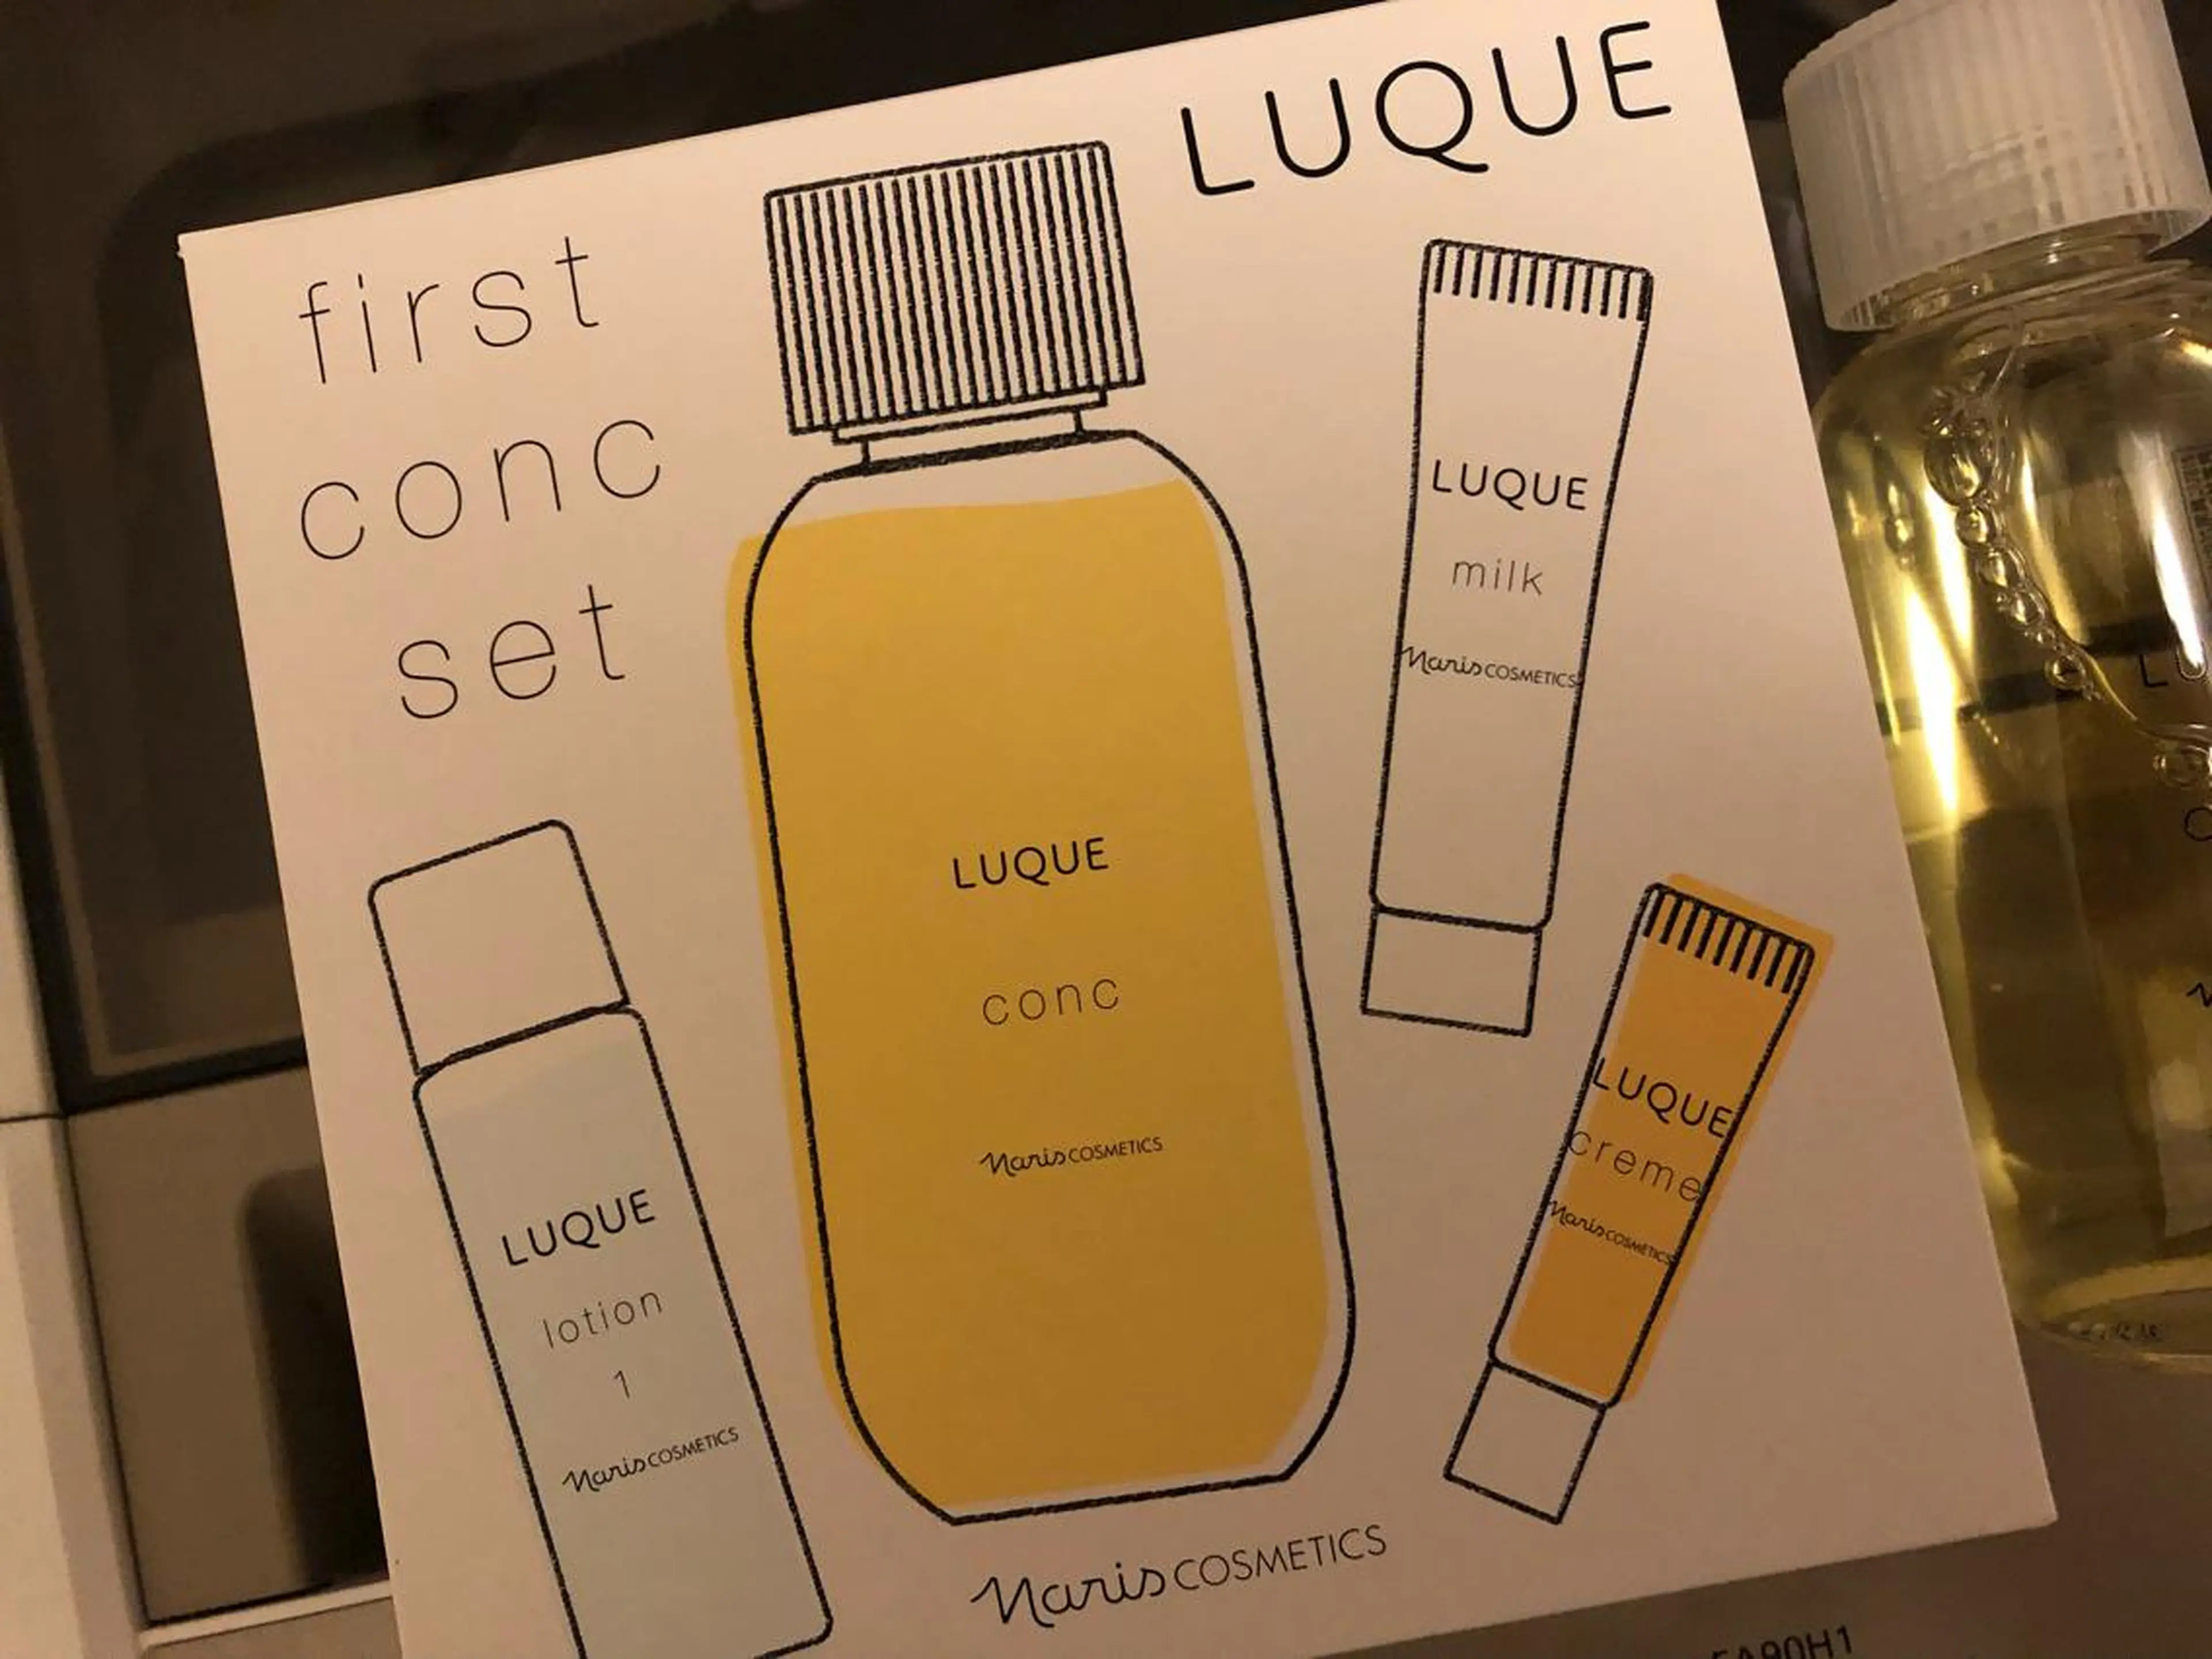 LUQUE
first
conc
set
LUQUE
milk
Naris COSMETICS
LUQUE
conc
Naris COSMETICS
LUQUE
creme
Naris COSMETICS
LUQUE
lotion
1
Naris COSMETICS
Naris COSMETICS